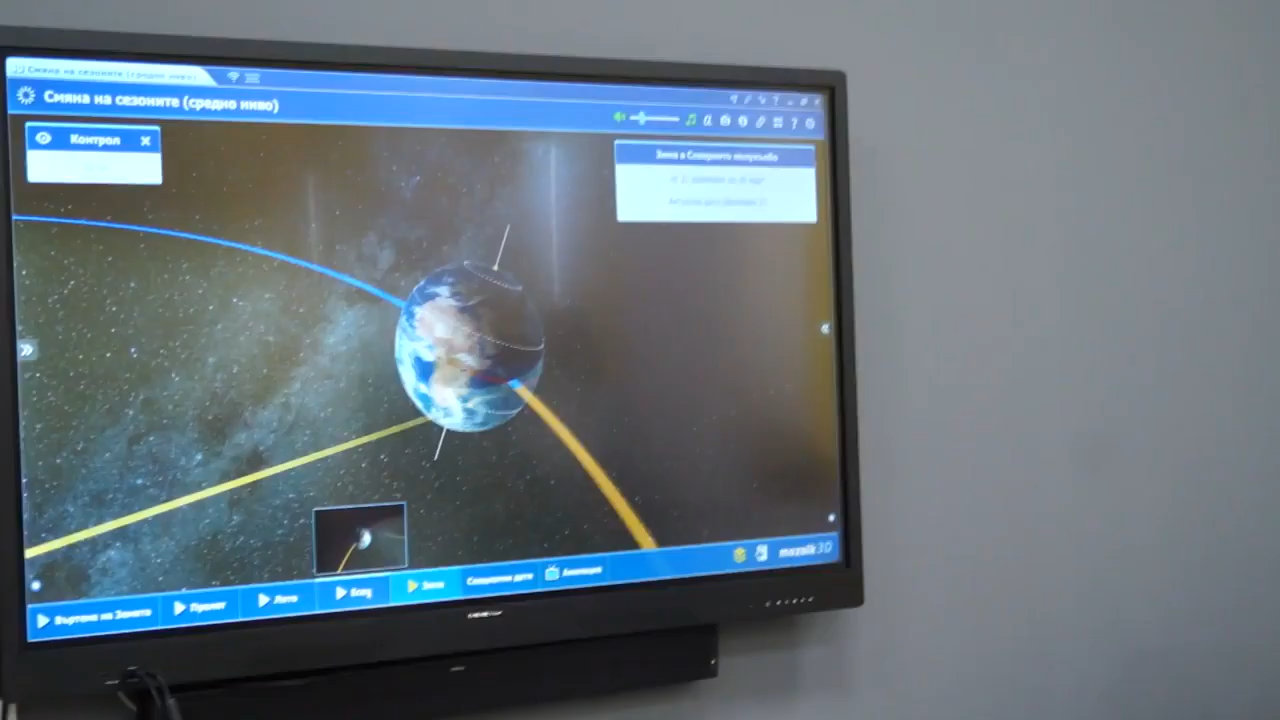 Смяна на сезоните (средно ниво)
Смяна на сезоните (средно ниво)
Контрол
Зима в Северното полукълбо
Въртене на Земята
Пролет
Лято
Есен
Зима
Специални дати
Анимация
mozaik3D